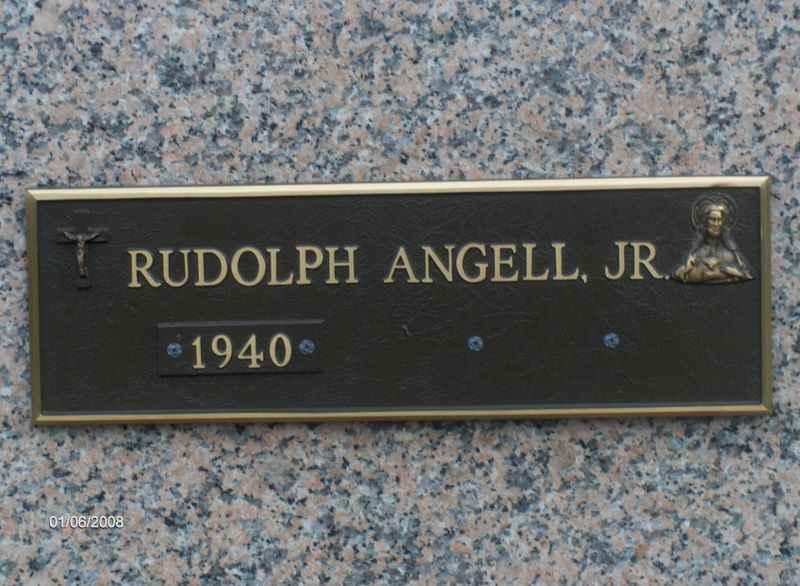 RUDOLPH ANGELL, JR.
1940
01/06/2008